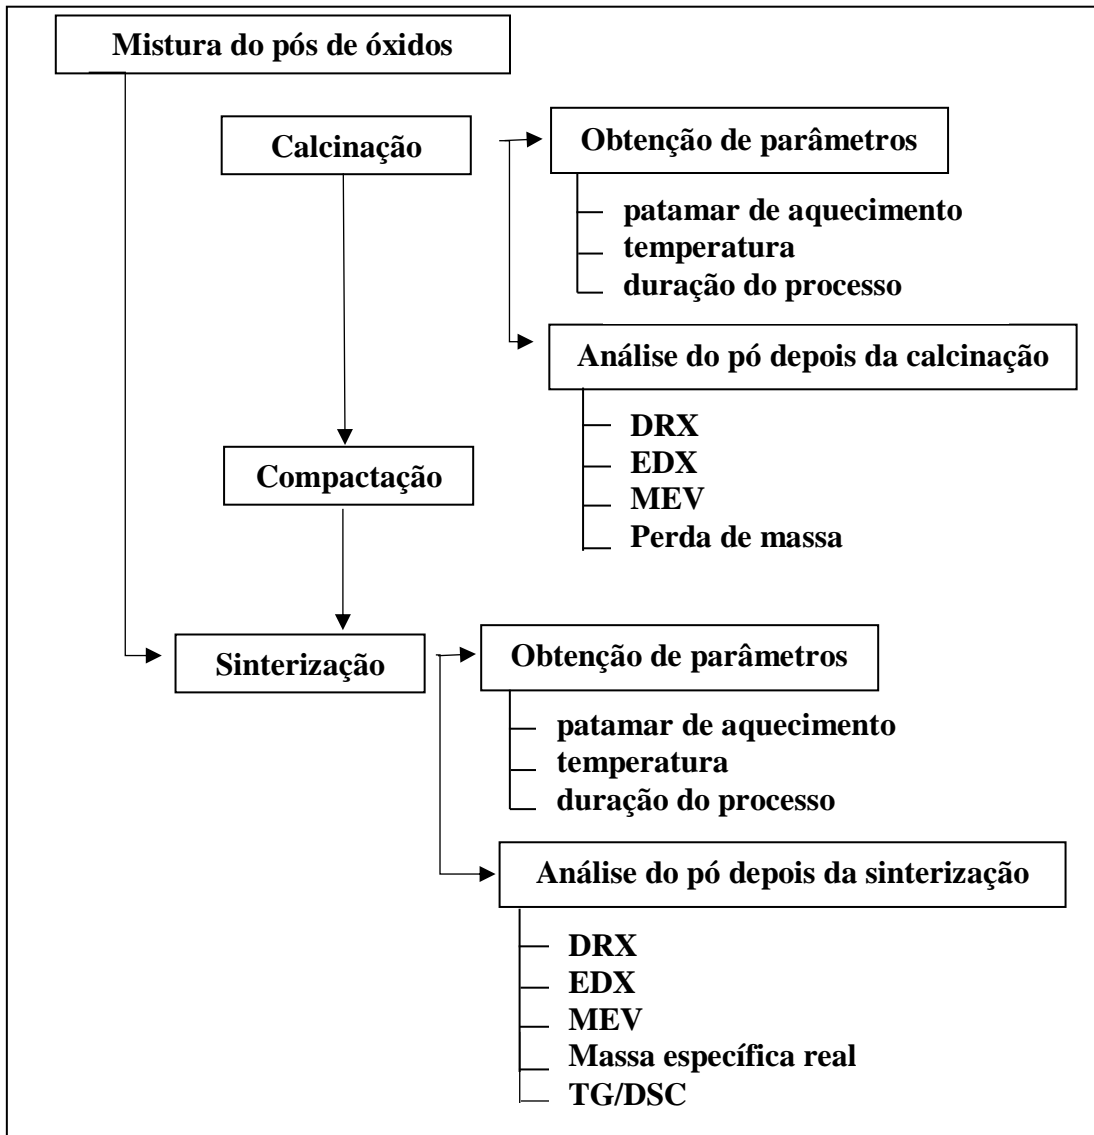 Mistura do pós de óxidos
Calcinação
Obtenção de parâmetros
patamar de aquecimento
temperatura
duração do processo
Análise do pó depois da calcinação
DRX
EDX
MEV
Perda de massa
Compactação
Sinterização
Obtenção de parâmetros
patamar de aquecimento
temperatura
duração do processo
Análise do pó depois da sinterização
DRX
EDX
MEV
Massa específica real
TG/DSC